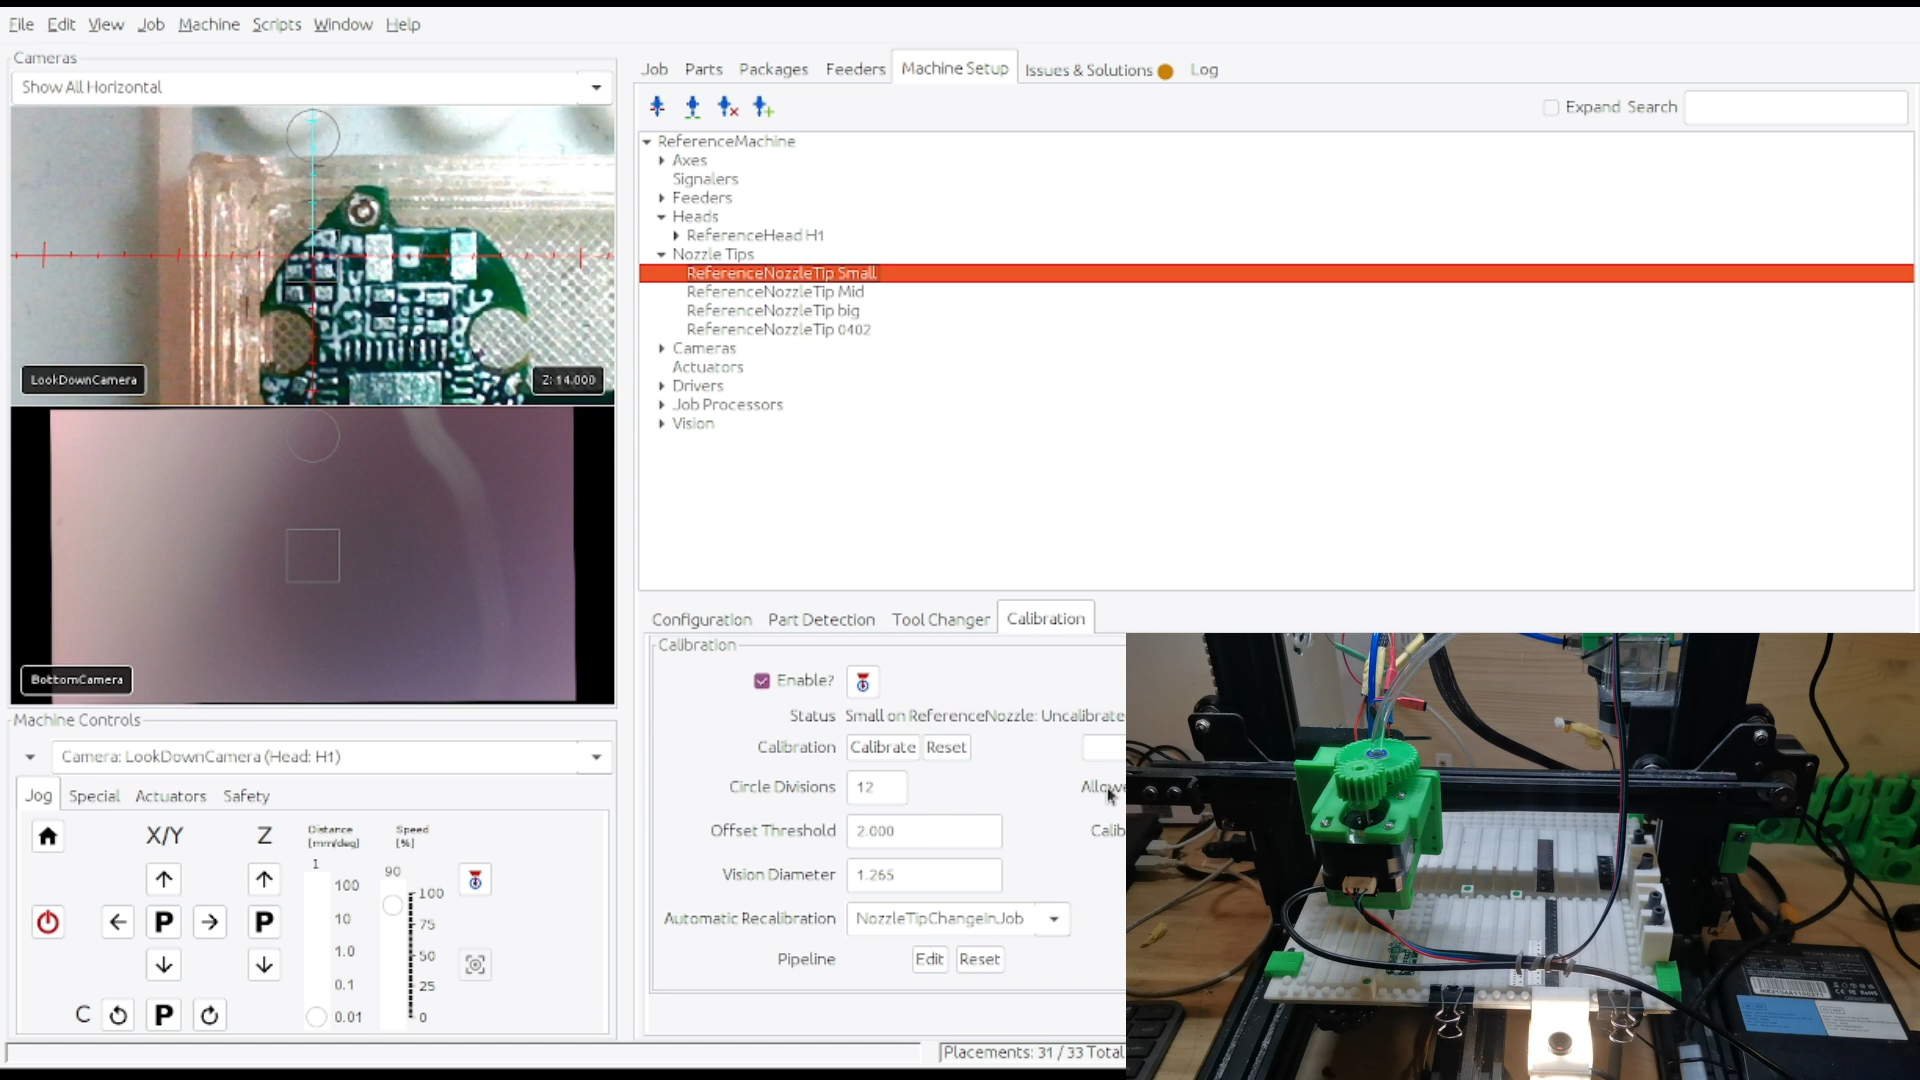 File Edit View Job Machine Scripts Window Help
Cameras
Show All Horizontal
LookDownCamera
Z: 14.000
BottomCamera
Machine Controls
Camera: LookDownCamera (Head: H1)
Jog Special Actuators Safety
X/Y Z Distance [mm/deg] Speed [%]
1
90
100
10
1.0
0.1
0.01
100
75
50
25
0
P
P
C P
Job Parts Packages Feeders Machine Setup Issues & Solutions Log
Expand Search
ReferenceMachine
Axes
Signalers
Feeders
Heads
ReferenceHead H1
Nozzle Tips
ReferenceNozzleTip Small
ReferenceNozzleTip Mid
ReferenceNozzleTip big
ReferenceNozzleTip 0402
Cameras
Actuators
Drivers
Job Processors
Vision
Configuration Part Detection Tool Changer Calibration
Calibration
Enable?
Status Small on ReferenceNozzle: Uncalibrate
Calibration Calibrate Reset
Circle Divisions 12 Allowe
Offset Threshold 2.000 Calib
Vision Diameter 1.265
Automatic Recalibration NozzleTipChangeInJob
Pipeline Edit Reset
Placements: 31 / 33 Total